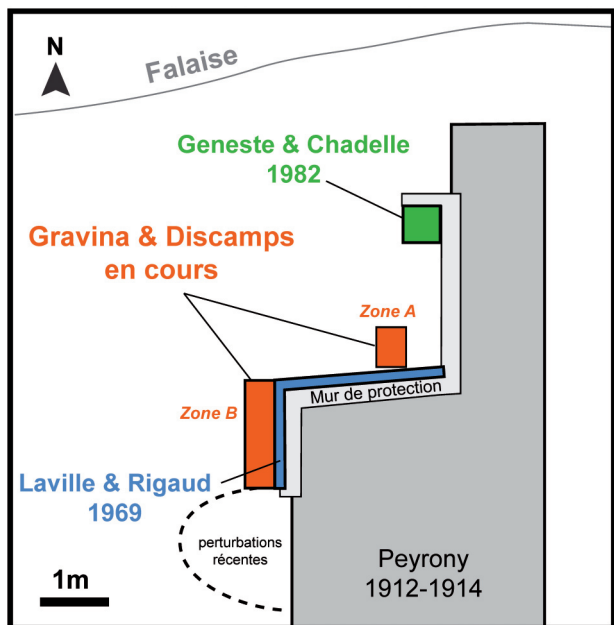 N
Falaise
Geneste & Chadelle
1982
Gravina & Discamps
en cours
Zone A
Mur de protection
Zone B
Laville & Rigaud
1969
perturbations
récentes
Peyrony
1912-1914
1m